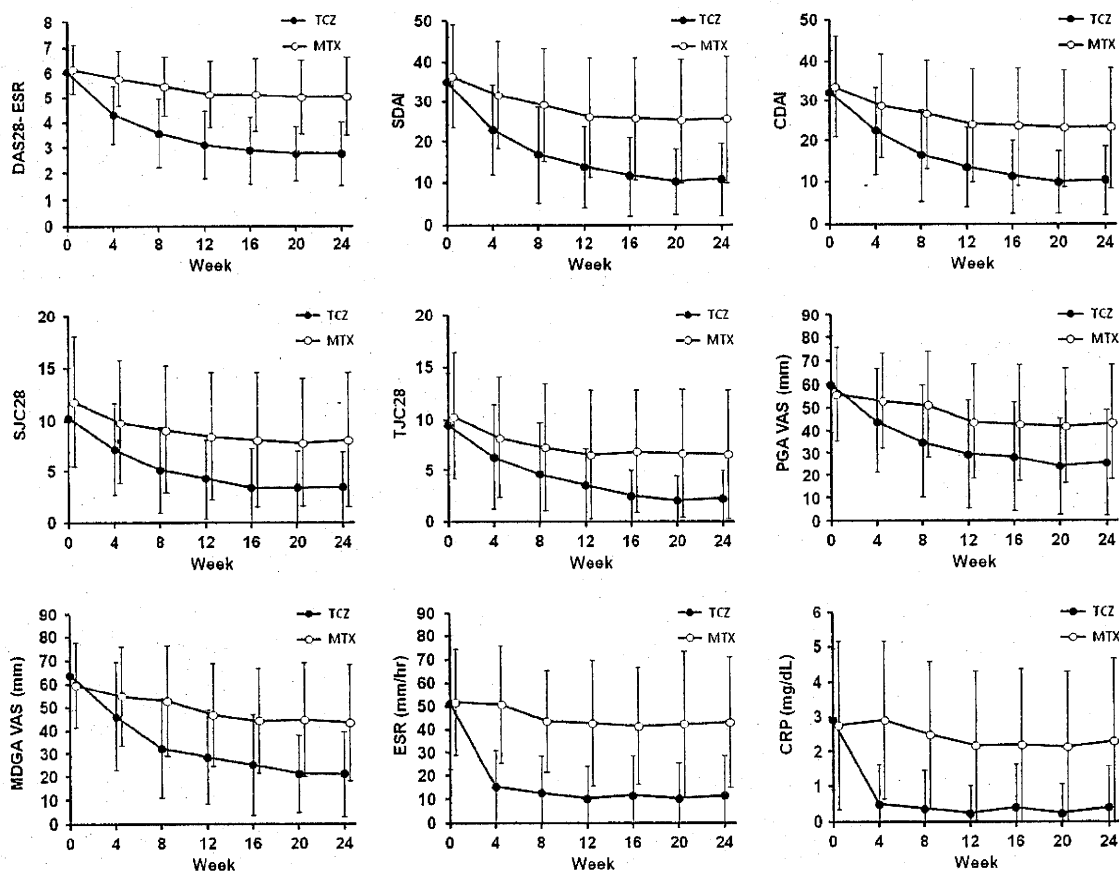 DAS28- ESR
8
7
6
5
4
3
2
1
0
TCZ
MTX
0 4 8 12 16 20 24
Week
SDAI
50
40
30
20
10
0
TCZ
MTX
0 4 8 12 16 20 24
Week
CDAI
50
40
30
20
10
0
TCZ
MTX
0 4 8 12 16 20 24
Week
SJC28
20
15
10
5
0
TCZ
MTX
0 4 8 12 16 20 24
Week
TJC28
20
15
10
5
0
TCZ
MTX
0 4 8 12 16 20 24
Week
PGA VAS (mm)
90
80
70
60
50
40
30
20
10
0
TCZ
MTX
0 4 8 12 16 20 24
Week
MDGA VAS (mm)
90
80
70
60
50
40
30
20
10
0
TCZ
MTX
0 4 8 12 16 20 24
Week
ESR (mm/hr)
90
80
70
60
50
40
30
20
10
0
TCZ
MTX
0 4 8 12 16 20 24
Week
CRP (mg/dL)
6
5
4
3
2
1
0
TCZ
MTX
0 4 8 12 16 20 24
Week